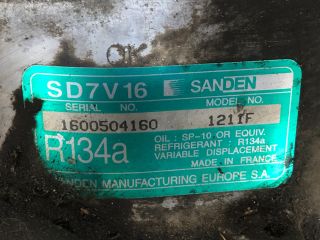 OK
SD7V16 SANDEN
SERIAL NO. MODEL NO.
1600504160 1211F
OIL : SP-10 OR EQUIV.
REFRIGERANT : R134a
R134a VARIABLE DISPLACEMENT
MADE IN FRANCE
SANDEN MANUFACTURING EUROPE S.A.